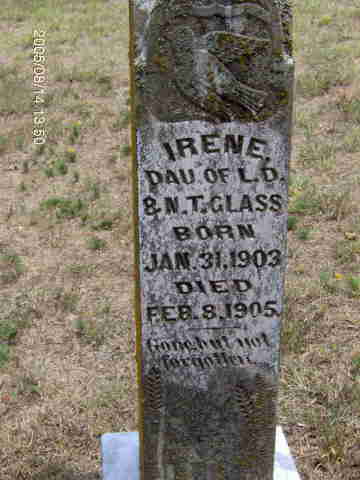 IRENE,
DAU. OF L.D.
& N.T. GLASS
BORN
JAN. 31, 1903
DIED
FEB. 8, 1905.
Gone but not
forgotten.
2005/08/14 13:50